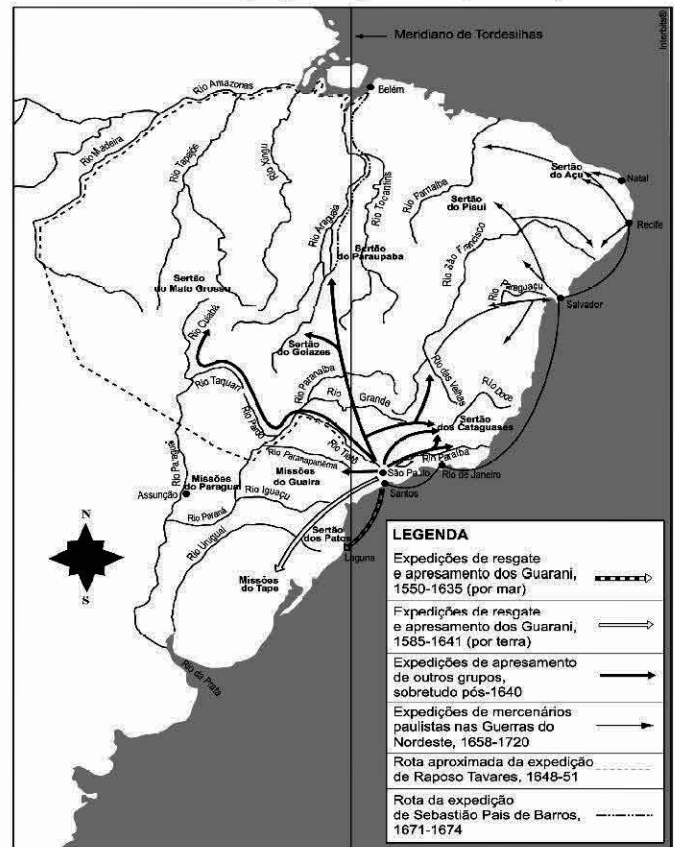 Meridiano de Tordesilhas
Interbits®
Rio Amazonas
Belém
Rio Madeira
Rio Tapajós
Rio Xingu
Rio Araguaia
Rio Tocantins
Rio Parnaíba
Sertão
do Açu
Natal
Sertão
do Piauí
Recife
Rio São Francisco
Sertão
do Paraupaba
Sertão
do Mato Grosso
Rio Paraguaçu
Salvador
Rio Cuiabá
Sertão
do Goiazes
Rio Paranaíba
Rio das Velhas
Rio Doce
Rio Taquari
Rio Grande
Rio Pardo
Sertão
dos Cataguases
Rio Tietê
Rio Paraíba
Rio Paraguai
Rio Paranapanema
São Paulo
Rio de Janeiro
Missões
do Paraguai
Missões
do Guaira
Santos
Assunção
Rio Iguaçu
Rio Paraná
Sertão
dos Patos
Rio Uruguai
Laguna
N
S
Missões
do Tape
Rio da Prata
LEGENDA
Expedições de resgate
e apresamento dos Guarani,
1550-1635 (por mar)
Expedições de resgate
e apresamento dos Guarani,
1585-1641 (por terra)
Expedições de apresamento
de outros grupos,
sobretudo pós-1640
Expedições de mercenários
paulistas nas Guerras do
Nordeste, 1658-1720
Rota aproximada da expedição
de Raposo Tavares, 1648-51
Rota da expedição
de Sebastião Pais de Barros,
1671-1674